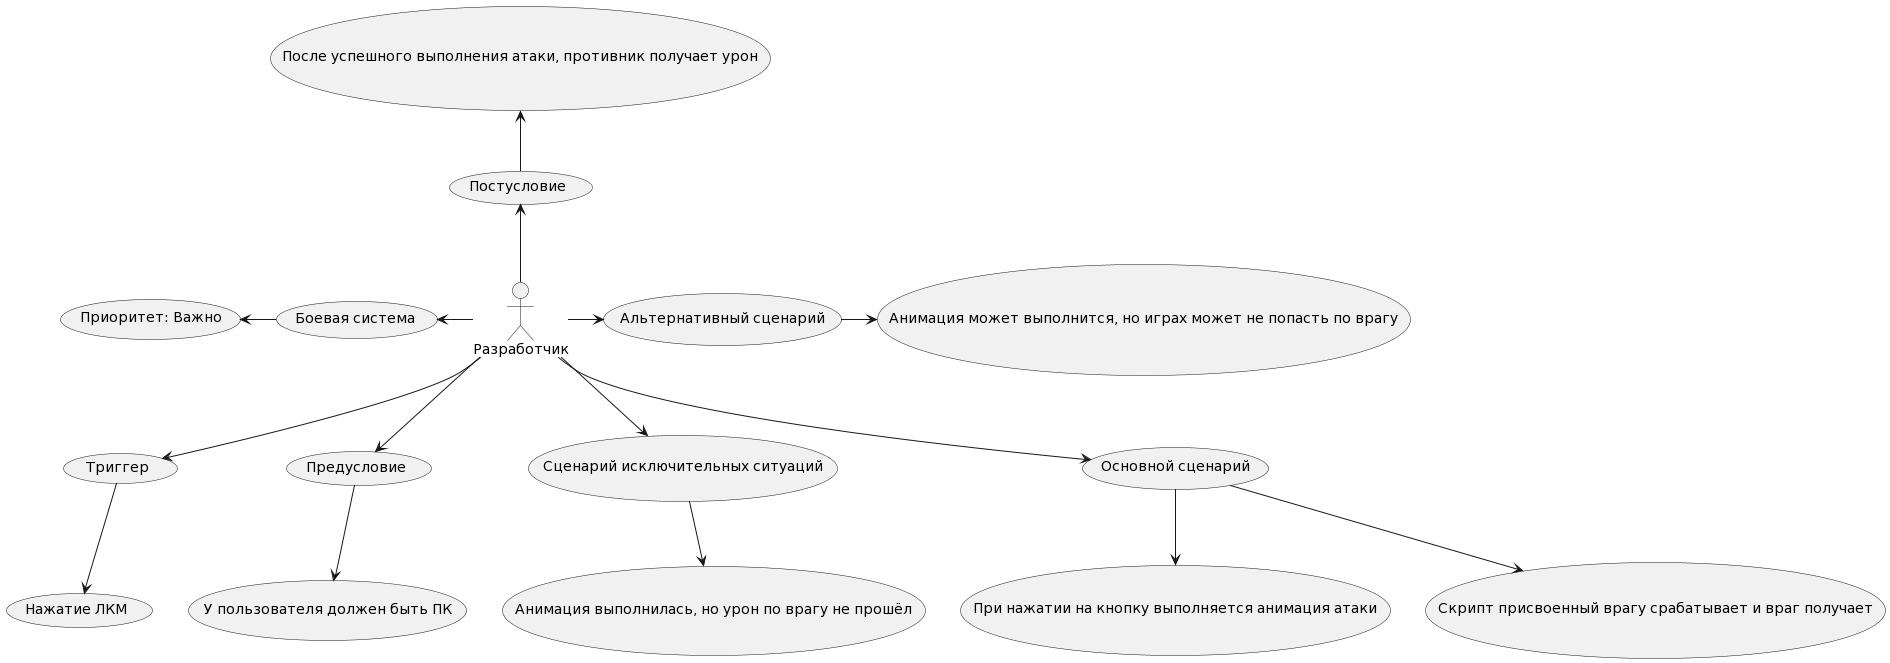 После успешного выполнения атаки, противник получает урон
Постусловие
Приоритет: Важно
Боевая система
Разработчик
Альтернативный сценарий
Анимация может выполнится, но играх может не попасть по врагу
Триггер
Предусловие
Сценарий исключительных ситуаций
Основной сценарий
Нажатие ЛКМ
У пользователя должен быть ПК
Анимация выполнилась, но урон по врагу не прошёл
При нажатии на кнопку выполняется анимация атаки
Скрипт присвоенный врагу срабатывает и враг получает